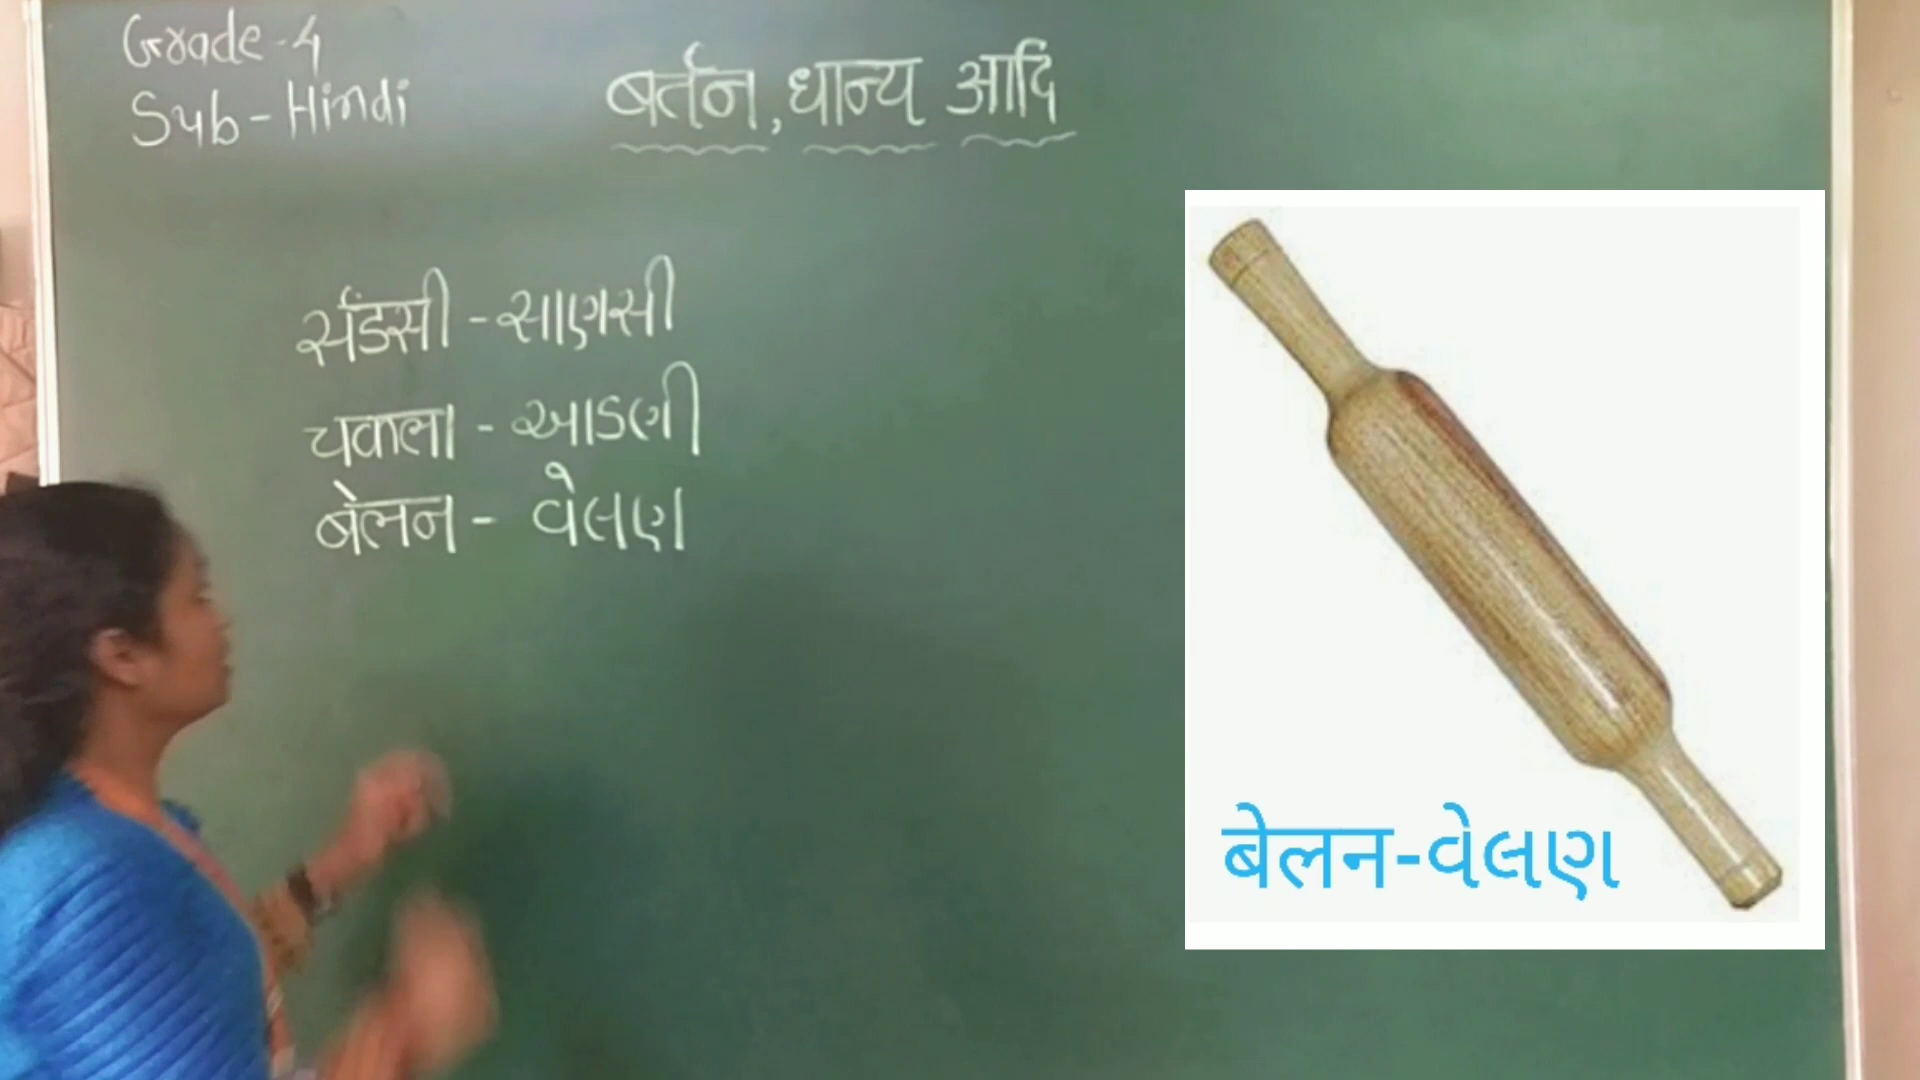 Grade-4
Sub-Hindi
बर्तन, धान्य आदि
संडसी - સાણસી
चकला - આડણી
बेलन - વેલણ
बेलन-વેલણ